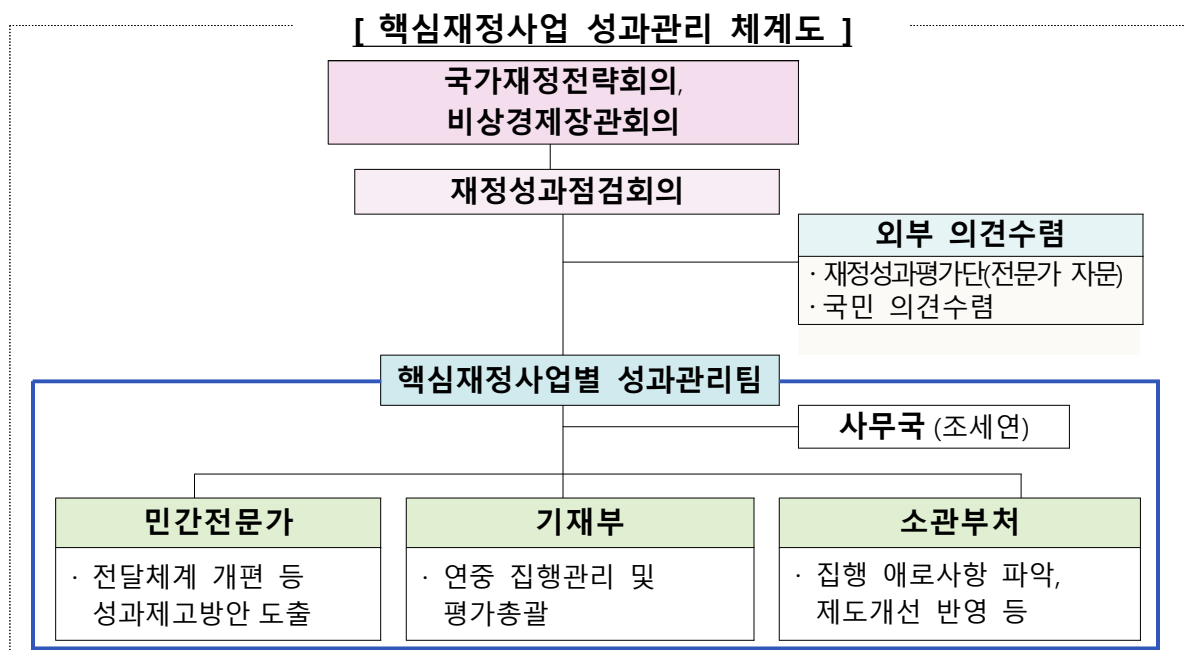 [ 핵심재정사업 성과관리 체계도 ]
국가재정전략회의,
비상경제장관회의
재정성과점검회의
외부 의견수렴
· 재정성과평가단(전문가 자문)
· 국민 의견수렴
핵심재정사업별 성과관리팀
사무국 (조세연)
민간전문가
· 전달체계 개편 등
성과제고방안 도출
기재부
· 연중 집행관리 및
평가총괄
소관부처
· 집행 애로사항 파악,
제도개선 반영 등